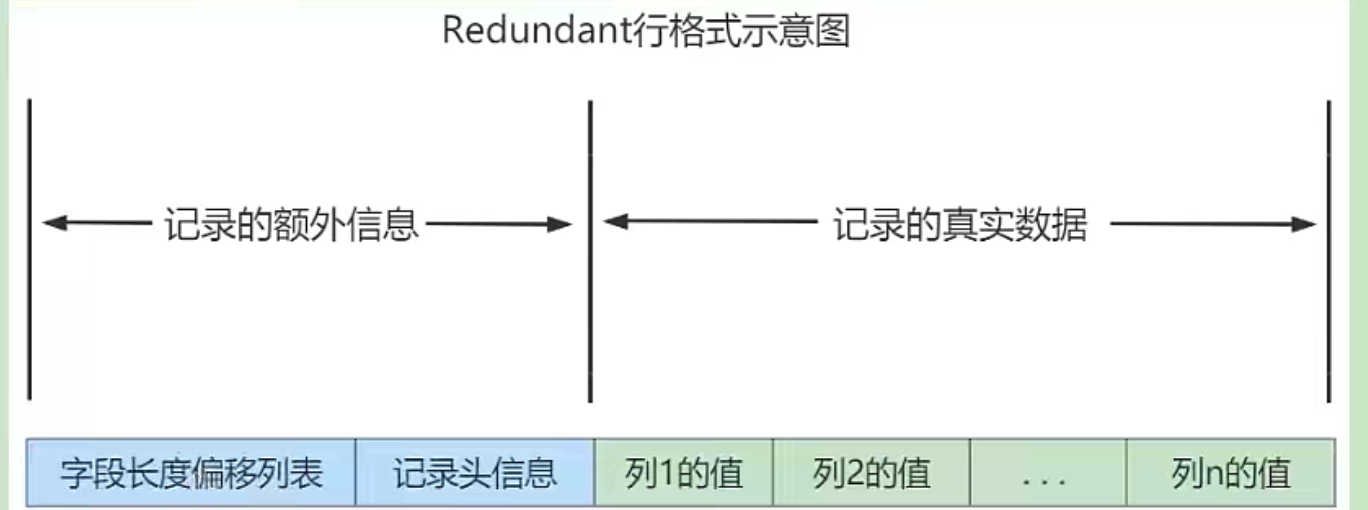 Redundant行格式示意图
记录的额外信息
记录的真实数据
字段长度偏移列表
记录头信息
列1的值
列2的值
...
列n的值